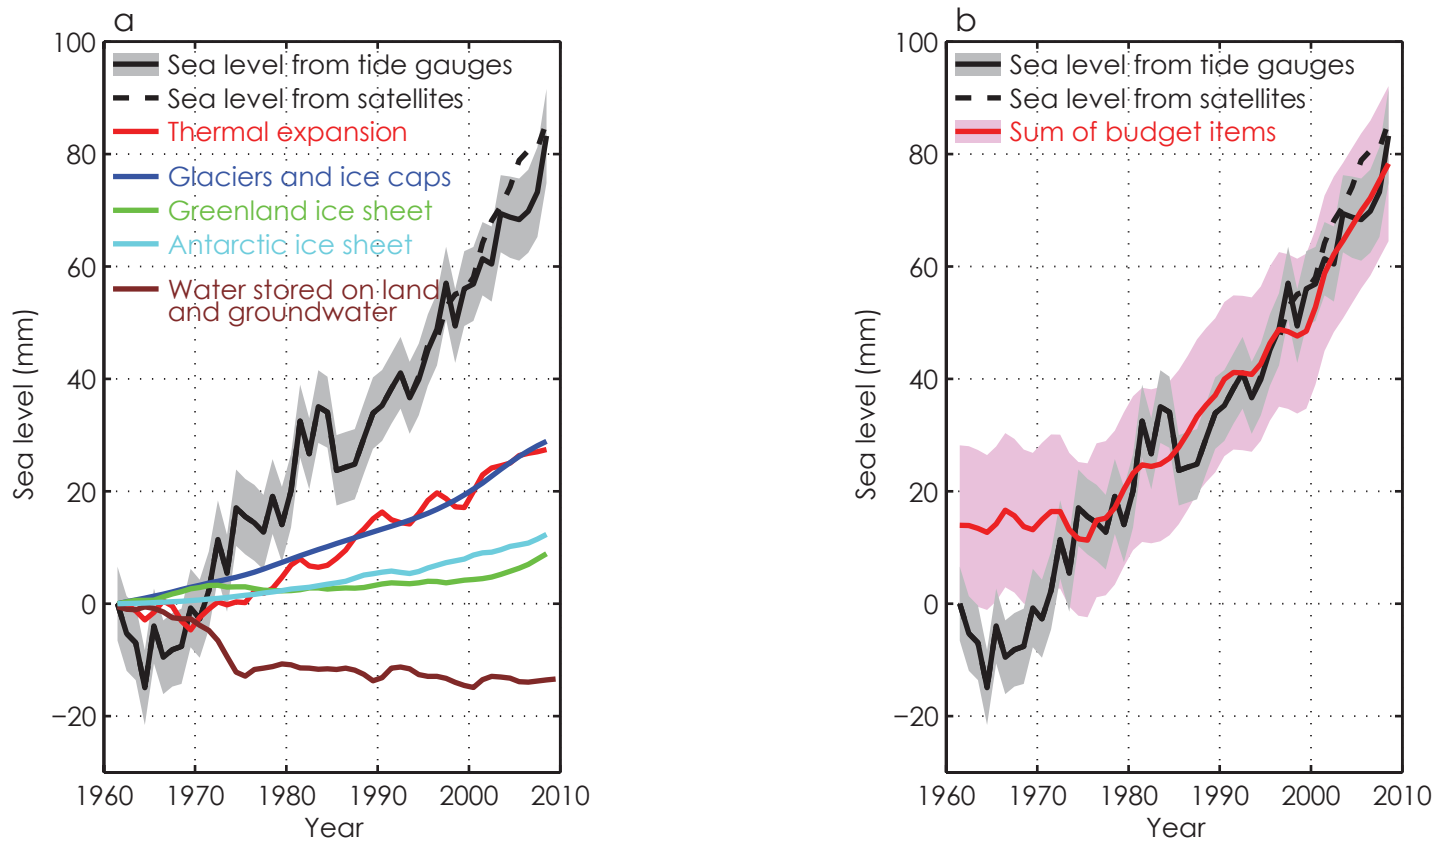 a
100
80
60
40
20
0
−20
Sea level (mm)
Sea level from tide gauges
Sea level from satellites
Thermal expansion
Glaciers and ice caps
Greenland ice sheet
Antarctic ice sheet
Water stored on land
and groundwater
1960 1970 1980 1990 2000 2010
Year
b
100
80
60
40
20
0
−20
Sea level (mm)
Sea level from tide gauges
Sea level from satellites
Sum of budget items
1960 1970 1980 1990 2000 2010
Year